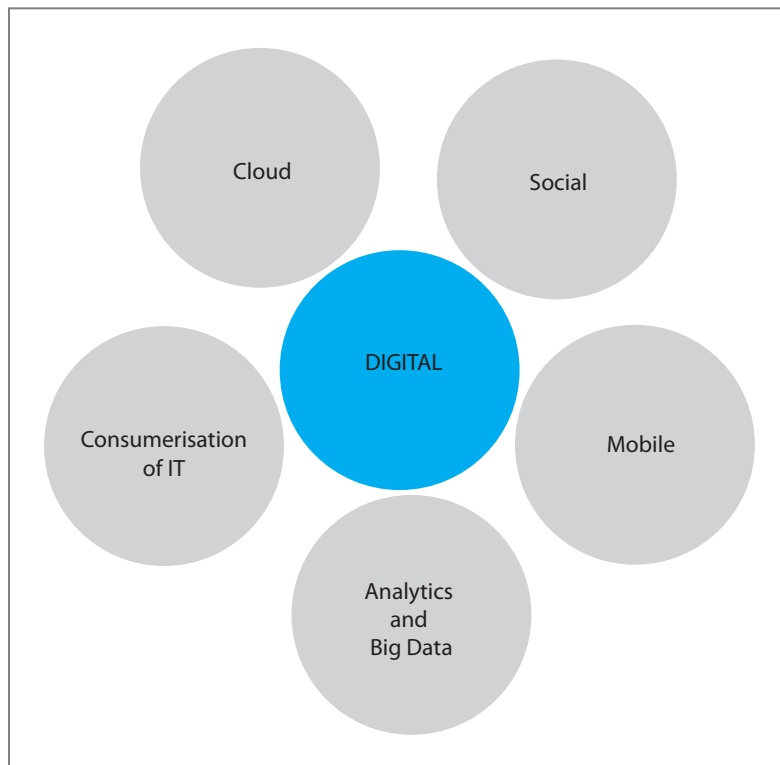 Cloud
Social
DIGITAL
Consumerisation
of IT
Mobile
Analytics
and
Big Data